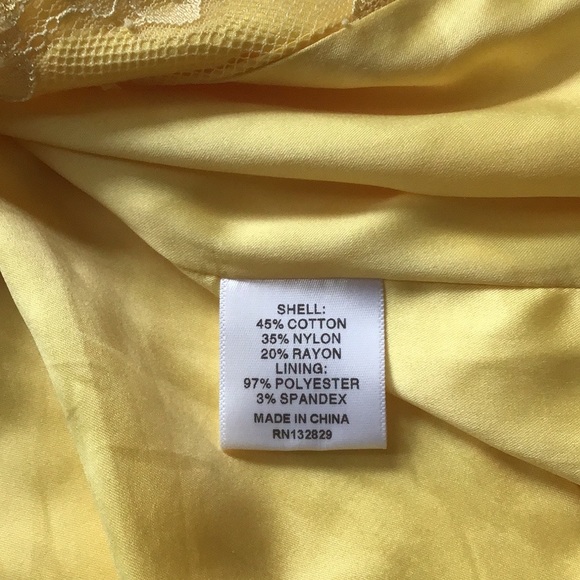 SHELL:
45% COTTON
35% NYLON
20% RAYON
LINING:
97% POLYESTER
3% SPANDEX
MADE IN CHINA
RN132829